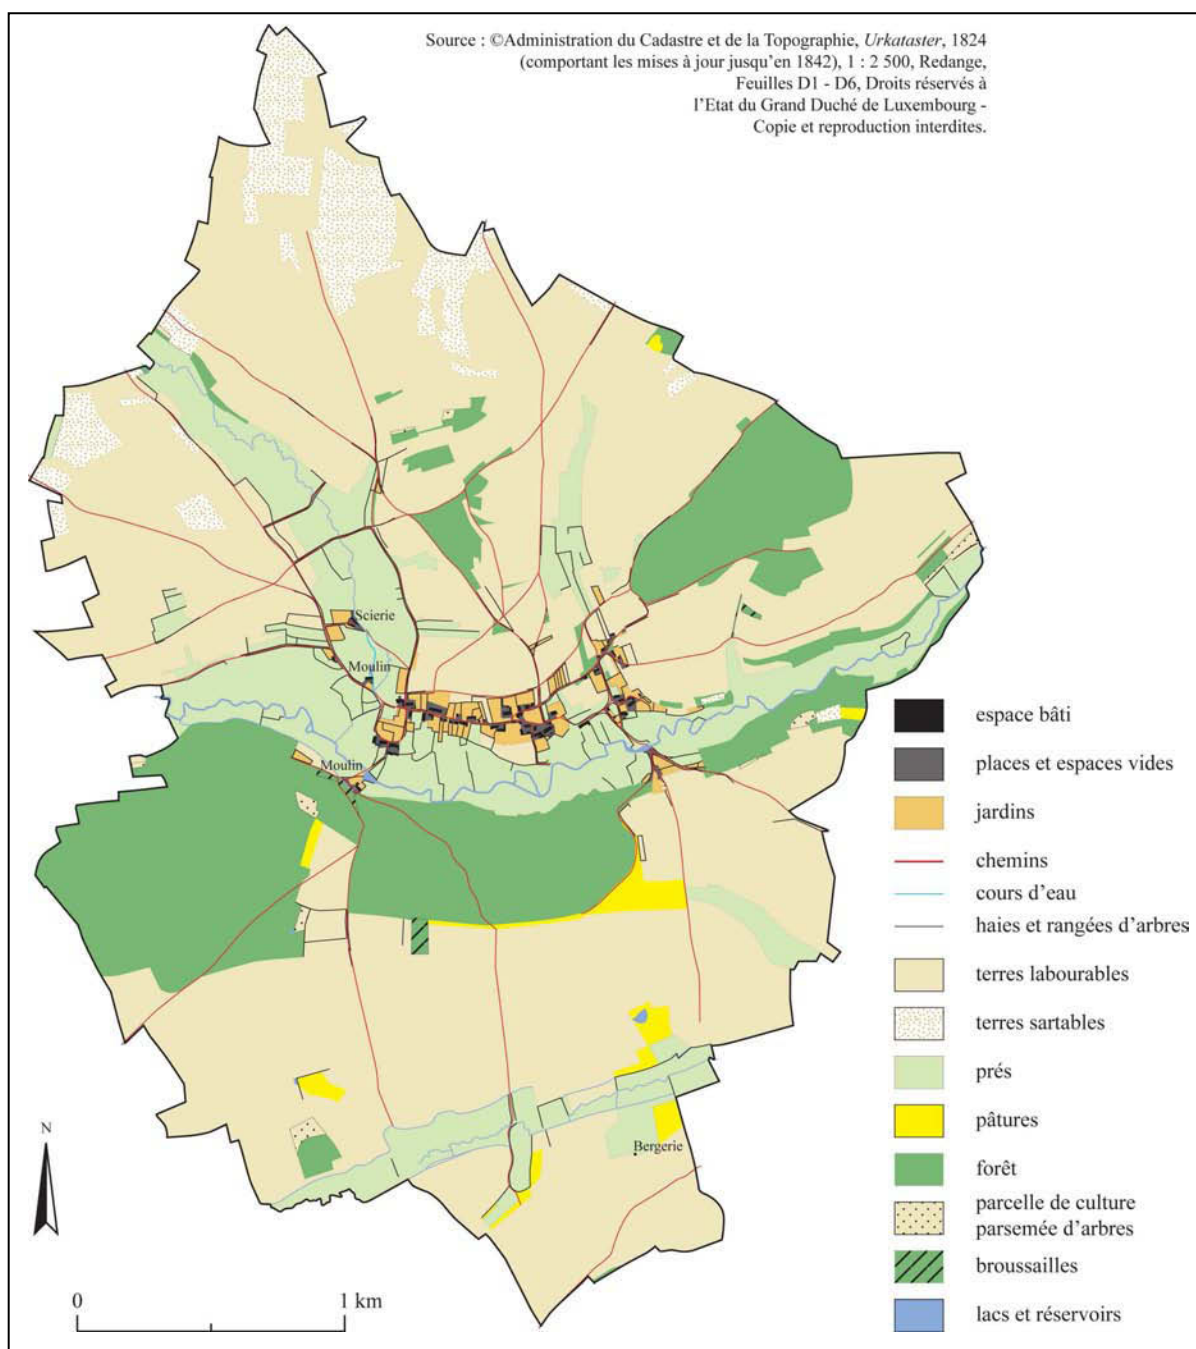 Source : ©Administration du Cadastre et de la Topographie, Urkataster, 1824
(comportant les mises à jour jusqu'en 1842), 1 : 2 500, Redange,
Feuilles D1 - D6, Droits réservés à
l'Etat du Grand Duché de Luxembourg -
Copie et reproduction interdites.
Scierie
Moulin
Moulin
Bergerie
espace bâti
places et espaces vides
jardins
chemins
cours d'eau
haies et rangées d'arbres
terres labourables
terres sartables
prés
pâtures
forêt
parcelle de culture
parsemée d'arbres
broussailles
lacs et réservoirs
N
0 1 km